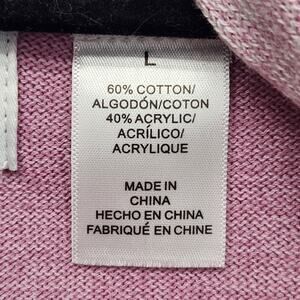 L
60% COTTON/
ALGODÓN/COTON
40% ACRYLIC/
ACRÍLICO/
ACRYLIQUE
MADE IN
CHINA
HECHO EN CHINA
FABRIQUÉ EN CHINE